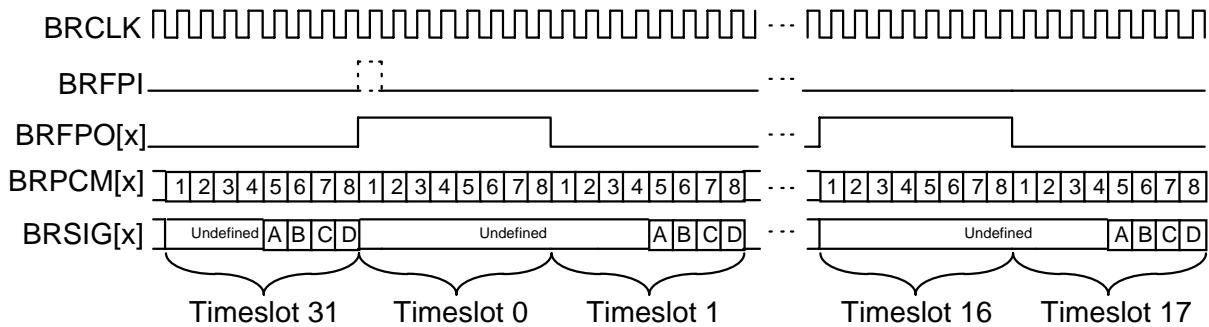 BRCLK ...
BRFPI ...
BRFPO[x] ...
BRPCM[x] 1 2 3 4 5 6 7 8 1 2 3 4 5 6 7 8 1 2 3 4 5 6 7 8 ... 1 2 3 4 5 6 7 8 1 2 3 4 5 6 7 8
BRSIG[x] Undefined A B C D Undefined A B C D ... Undefined A B C D
Timeslot 31 Timeslot 0 Timeslot 1 Timeslot 16 Timeslot 17